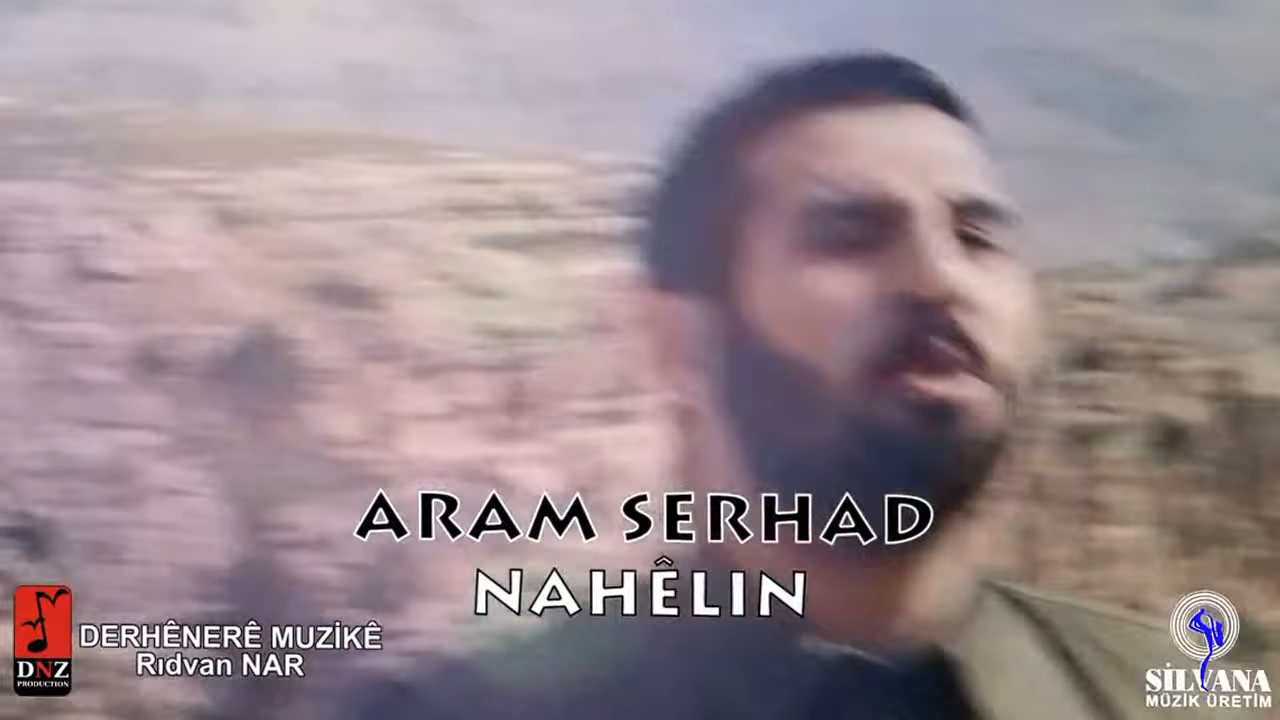 ARAM SERHAD
NAHÊLIN
DERHÊNERÊ MUZİKÊ
Rıdvan NAR
DNZ
PRODUCTION
SİLVANA
MÜZİK ÜRETİM